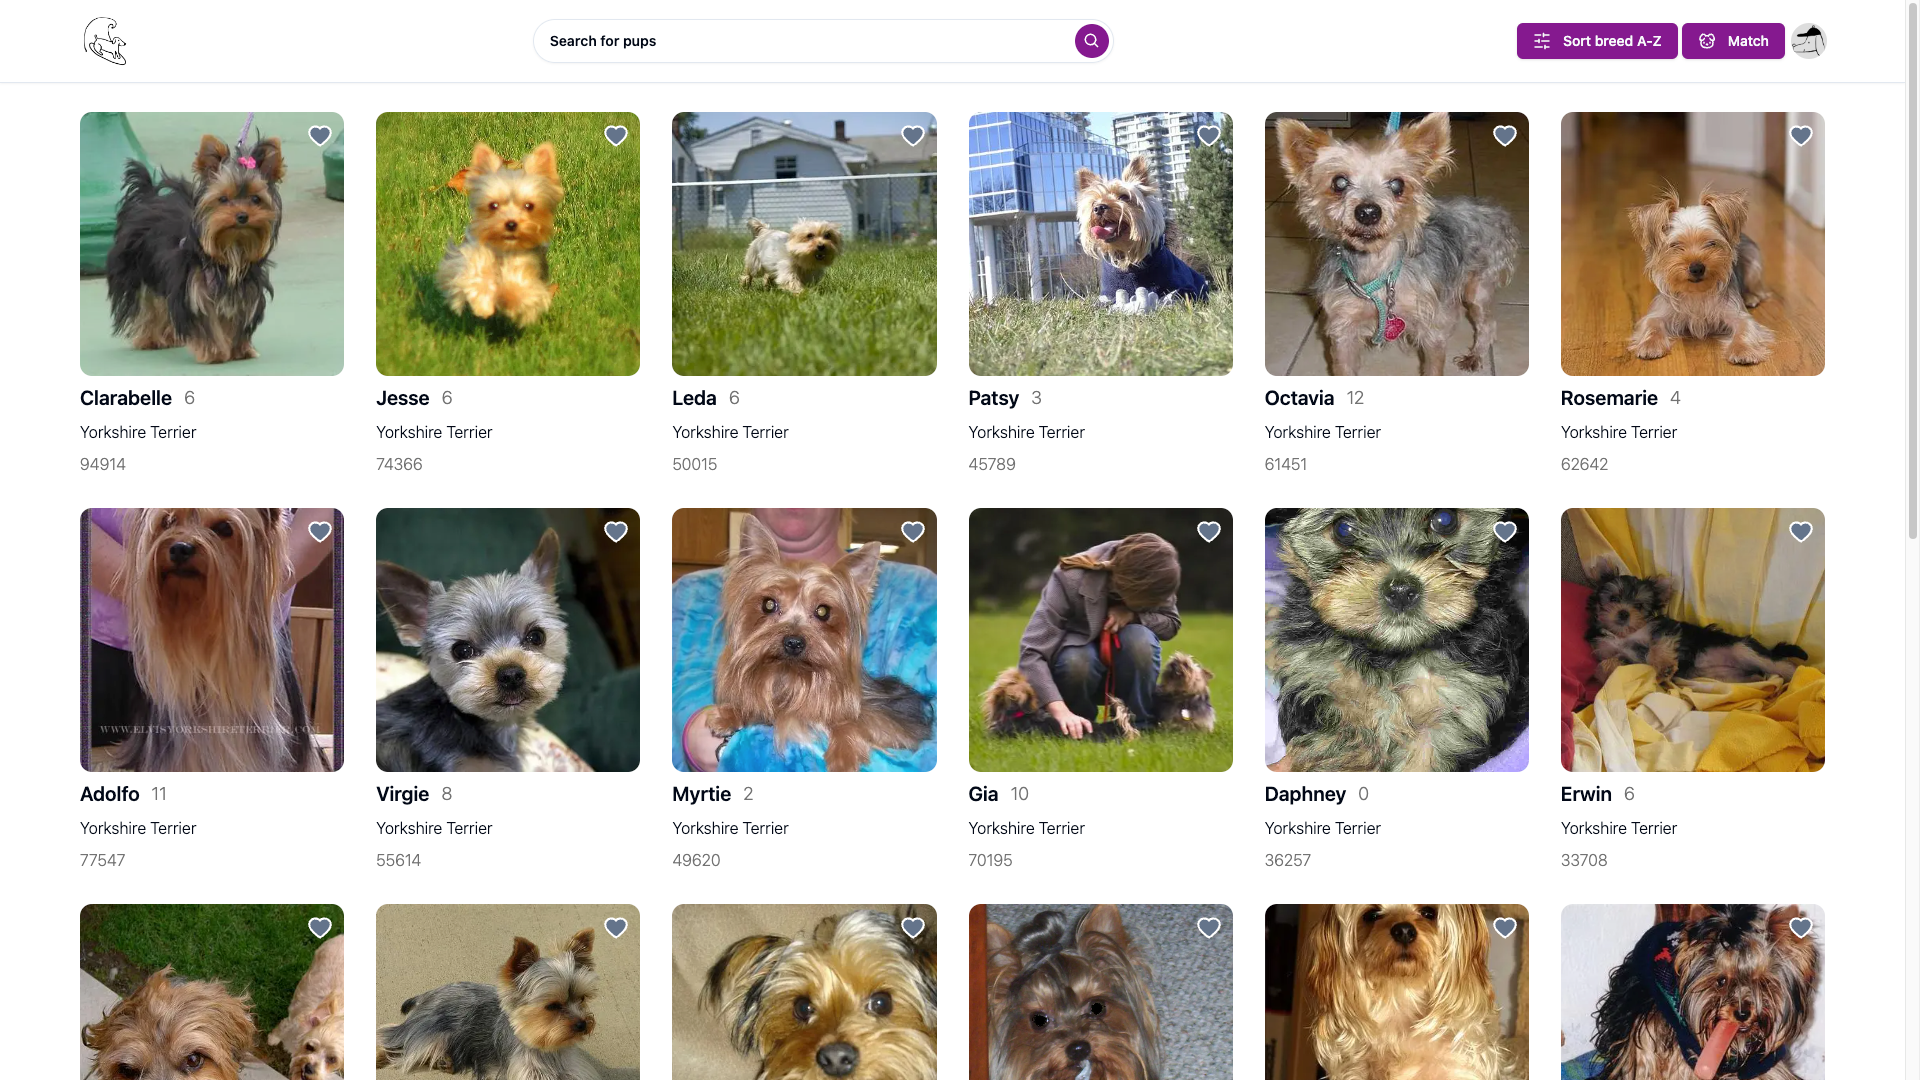 Search for pups
Sort breed A-Z
Match
Clarabelle 6
Yorkshire Terrier
94914
Jesse 6
Yorkshire Terrier
74366
Leda 6
Yorkshire Terrier
50015
Patsy 3
Yorkshire Terrier
45789
Octavia 12
Yorkshire Terrier
61451
Rosemarie 4
Yorkshire Terrier
62642
WWW.ELVISYORKSHIRETERRIER.COM
Adolfo 11
Yorkshire Terrier
77547
Virgie 8
Yorkshire Terrier
55614
Myrtie 2
Yorkshire Terrier
49620
Gia 10
Yorkshire Terrier
70195
Daphney 0
Yorkshire Terrier
36257
Erwin 6
Yorkshire Terrier
33708